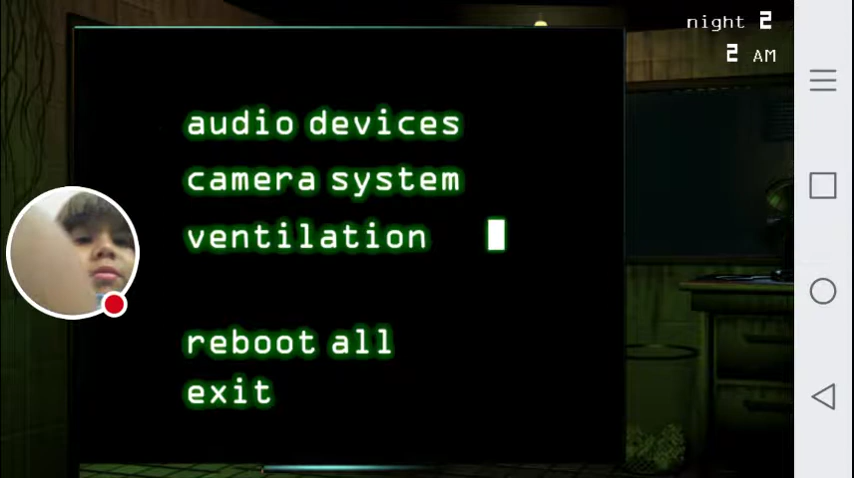 night 2
2 AM
audio devices
camera system
ventilation
reboot all
exit